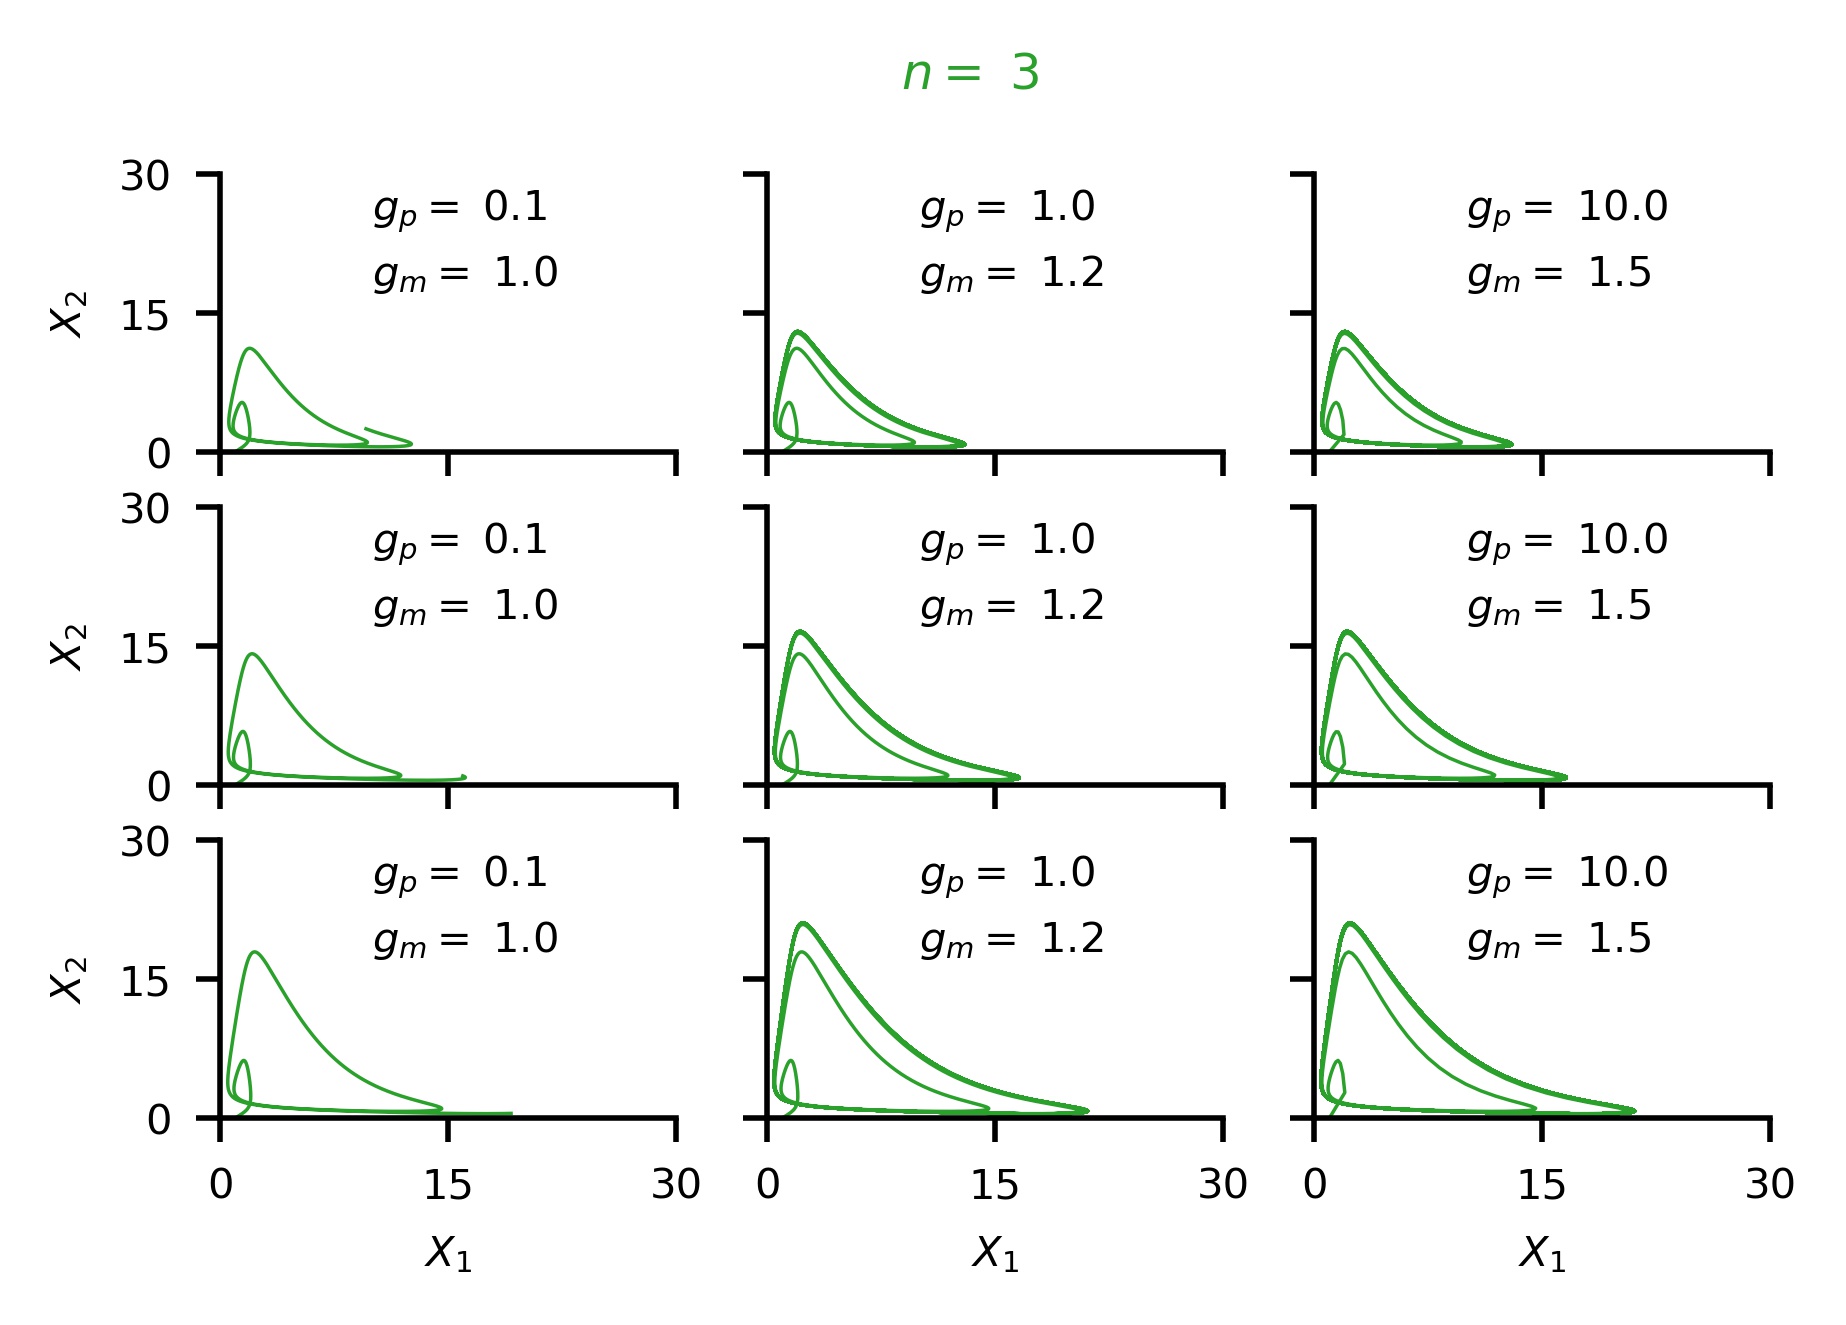 n = 3
30
15
0
X₂
gₚ = 0.1
gₘ = 1.0
gₚ = 1.0
gₘ = 1.2
gₚ = 10.0
gₘ = 1.5
30
15
0
X₂
gₚ = 0.1
gₘ = 1.0
gₚ = 1.0
gₘ = 1.2
gₚ = 10.0
gₘ = 1.5
30
15
0
X₂
gₚ = 0.1
gₘ = 1.0
gₚ = 1.0
gₘ = 1.2
gₚ = 10.0
gₘ = 1.5
0 15 30
0 15 30
0 15 30
X₁
X₁
X₁